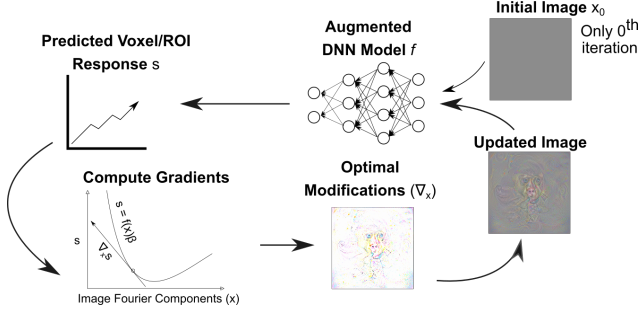 Initial Image x₀
Only 0ᵗʰ
iteration
Augmented
DNN Model f
Predicted Voxel/ROI
Response s
Updated Image
Compute Gradients
Optimal
Modifications (∇ₓ)
s
s = f(x)β
∇ₓs
Image Fourier Components (x)